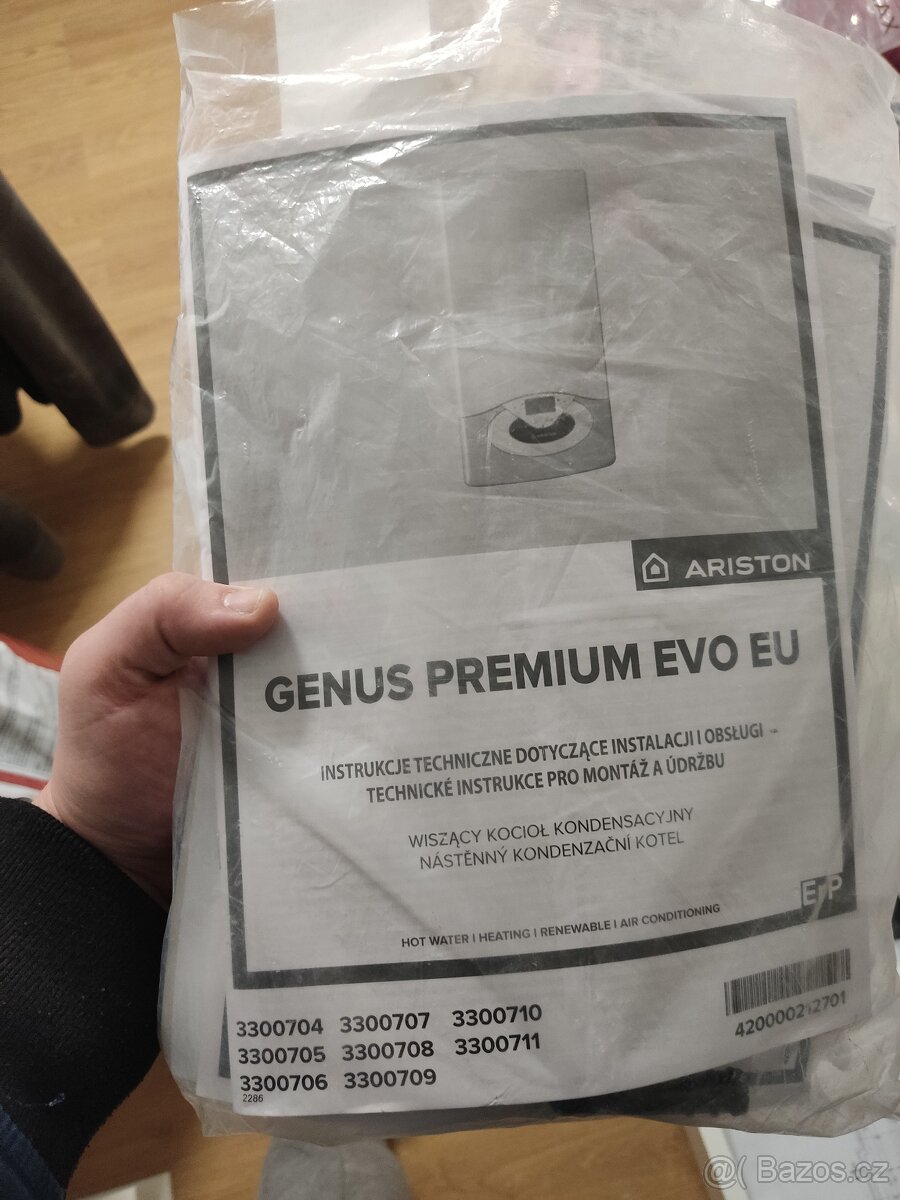 ARISTON
GENUS PREMIUM EVO EU
INSTRUKCJE TECHNICZNE DOTYCZĄCE INSTALACJI I OBSŁUGI
TECHNICKÉ INSTRUKCE PRO MONTÁŽ A ÚDRŽBU
WISZĄCY KOCIOŁ KONDENSACYJNY
NÁSTĚNNÝ KONDENZAČNÍ KOTEL
ErP
HOT WATER I HEATING I RENEWABLE I AIR CONDITIONING
3300704 3300707 3300710
3300705 3300708 3300711
3300706 3300709
2286
420000212701
@( Bazos.cz